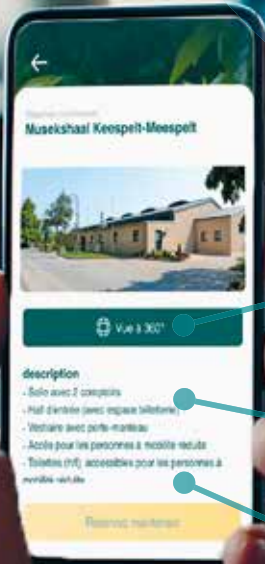 Musekshaal Keespelt-Meespelt
Vue à 360°
description
- Salle avec 2 comptoirs
- Hall d'entrée (avec espace billetterie)
- Vestiaire avec porte-manteau
- Accès pour les personnes à mobilité réduite
- Toilettes (h/f) accessibles pour les personnes à
mobilité réduite
Réservez maintenant